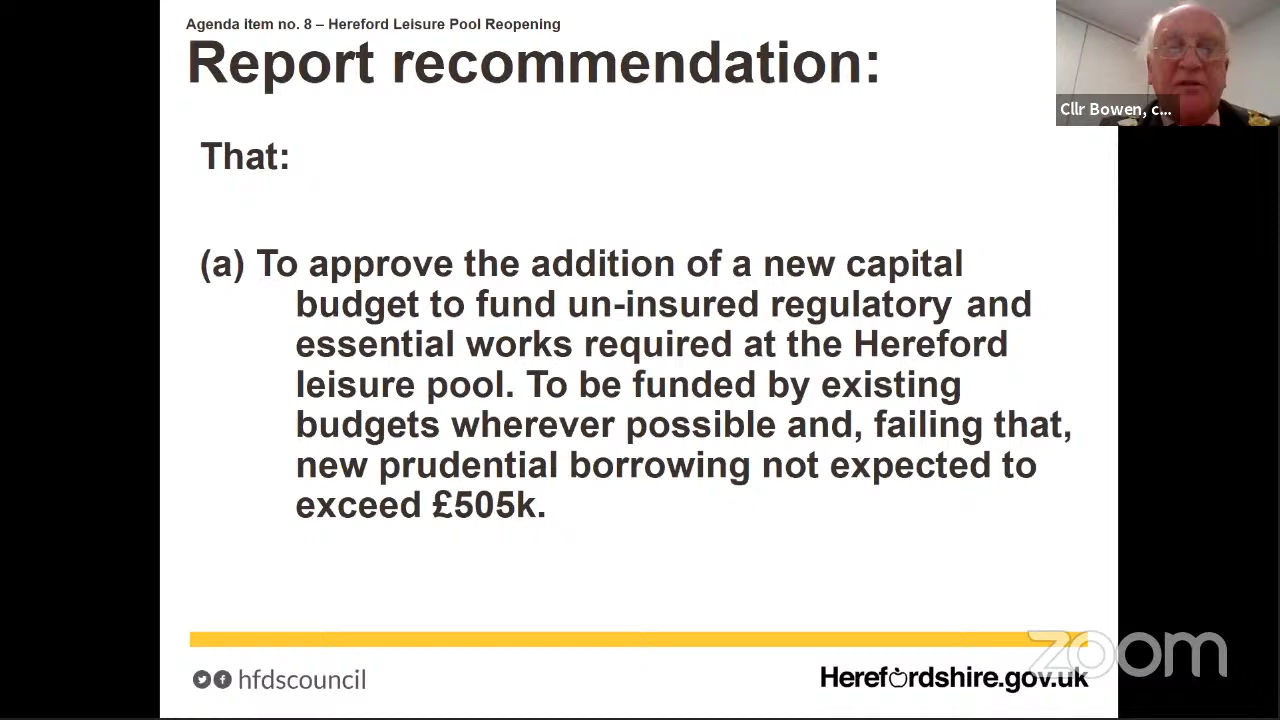 Agenda item no. 8 – Hereford Leisure Pool Reopening
Report recommendation:
Cllr Bowen, c...
That:
(a) To approve the addition of a new capital
budget to fund un-insured regulatory and
essential works required at the Hereford
leisure pool. To be funded by existing
budgets wherever possible and, failing that,
new prudential borrowing not expected to
exceed £505k.
zoom
hfdscouncil
Herefordshire.gov.uk